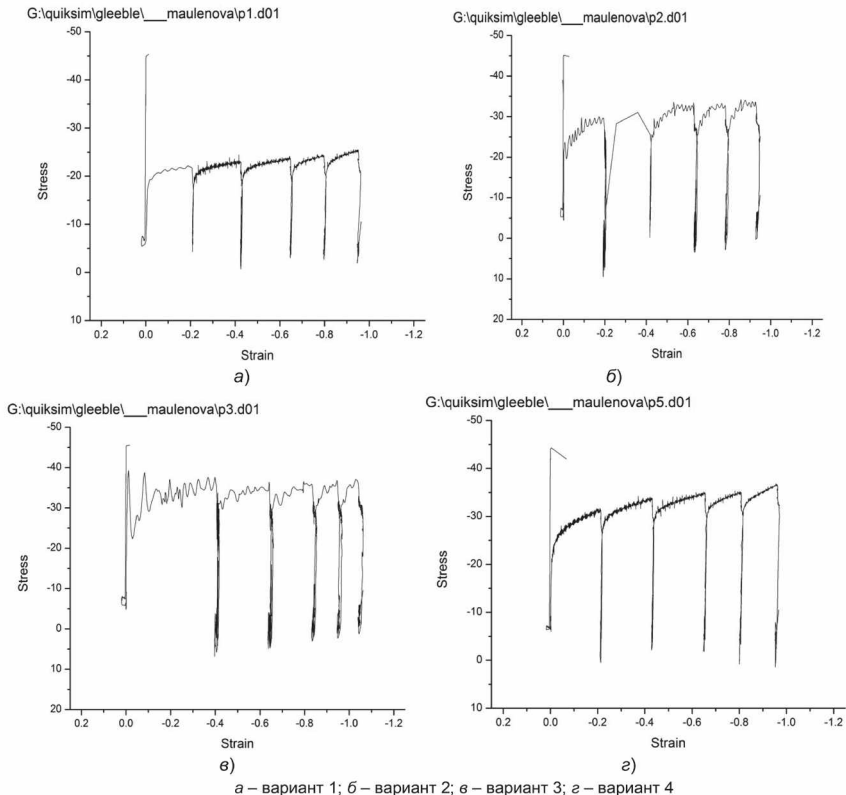 G:\quiksim\gleeble\___maulenova\p1.d01
-50
-40
-30
-20
-10
0
10
Stress
0.2 0.0 -0.2 -0.4 -0.6 -0.8 -1.0 -1.2
Strain
а)
G:\quiksim\gleeble\___maulenova\p2.d01
-50
-40
-30
-20
-10
0
10
20
Stress
0.2 0.0 -0.2 -0.4 -0.6 -0.8 -1.0 -1.2
Strain
б)
G:\quiksim\gleeble\___maulenova\p3.d01
-50
-40
-30
-20
-10
0
10
20
Stress
0.2 0.0 -0.2 -0.4 -0.6 -0.8 -1.0 -1.2
Strain
в)
G:\quiksim\gleeble\___maulenova\p5.d01
-50
-40
-30
-20
-10
0
10
Stress
0.2 0.0 -0.2 -0.4 -0.6 -0.8 -1.0 -1.2
Strain
г)
а – вариант 1; б – вариант 2; в – вариант 3; г – вариант 4